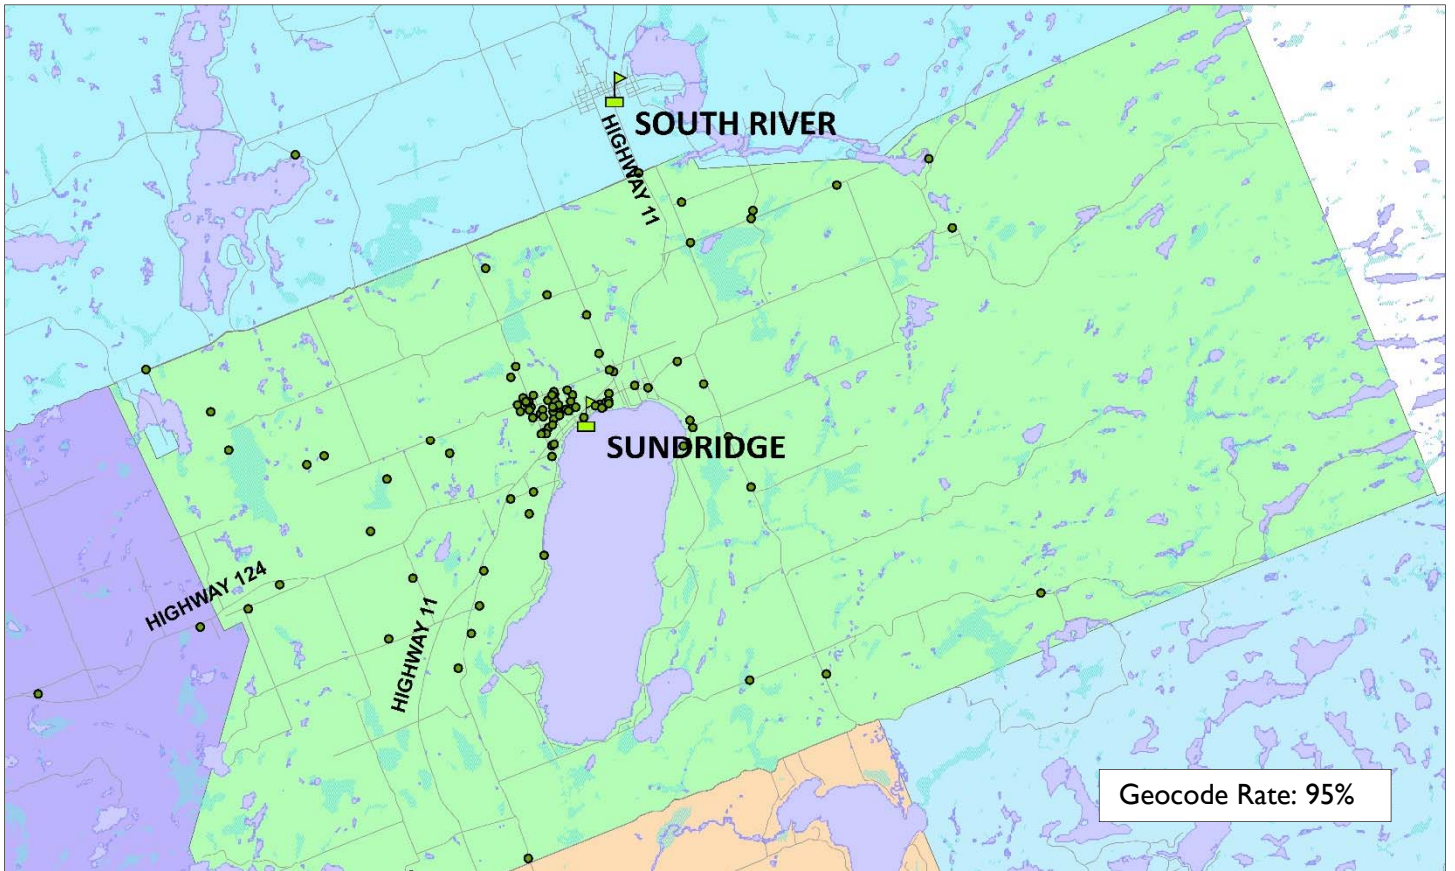 SOUTH RIVER
HIGHWAY 11
SUNDRIDGE
HIGHWAY 124
HIGHWAY 11
Geocode Rate: 95%